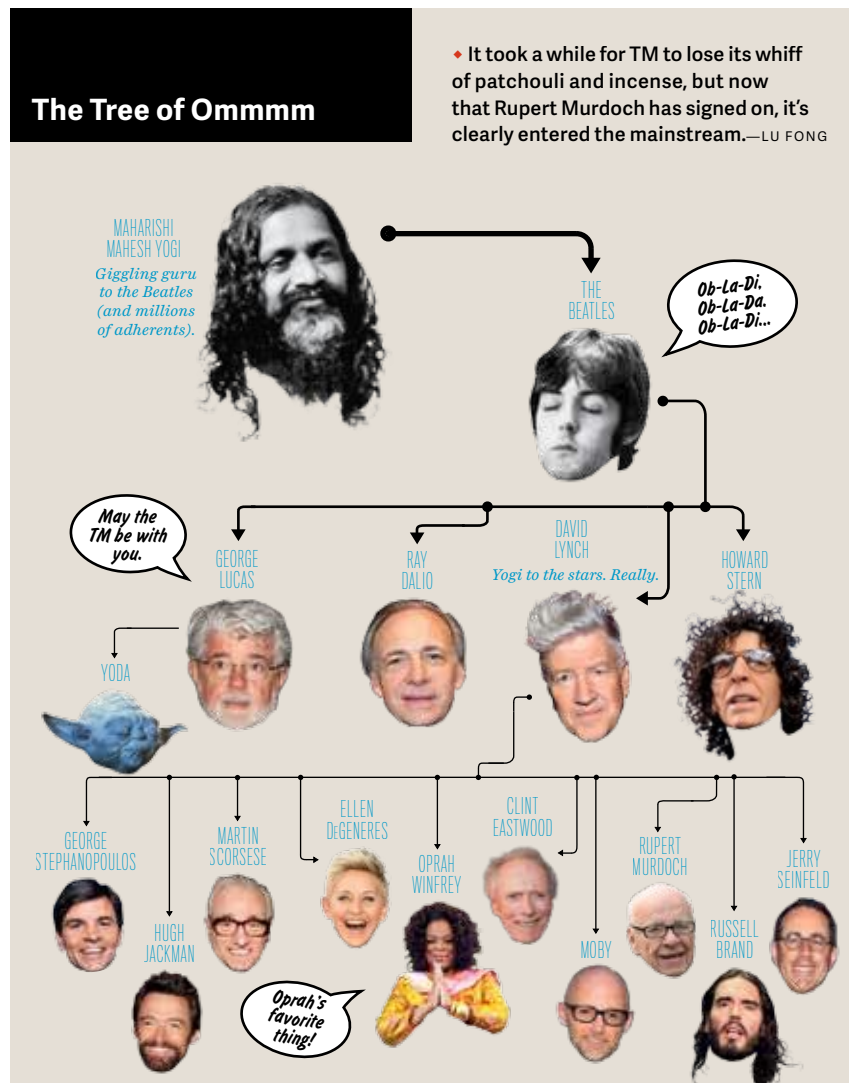 The Tree of Ommmm
◆ It took a while for TM to lose its whiff
of patchouli and incense, but now
that Rupert Murdoch has signed on, it's
clearly entered the mainstream.—LU FONG
MAHARISHI
MAHESH YOGI
Giggling guru
to the Beatles
(and millions
of adherents).
THE
BEATLES
Ob-La-Di,
Ob-La-Da.
Ob-La-Di...
May the
TM be with
you.
GEORGE
LUCAS
RAY
DALIO
DAVID
LYNCH
Yogi to the stars. Really.
HOWARD
STERN
YODA
GEORGE
STEPHANOPOULOS
HUGH
JACKMAN
MARTIN
SCORSESE
ELLEN
DeGENERES
OPRAH
WINFREY
Oprah's
favorite
thing!
CLINT
EASTWOOD
MOBY
RUPERT
MURDOCH
RUSSELL
BRAND
JERRY
SEINFELD